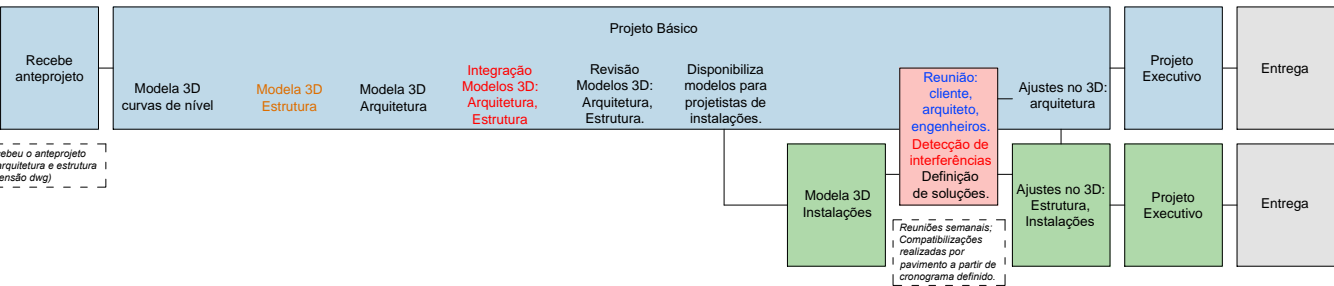 Projeto Básico
Recebe
anteprojeto
Modela 3D
curvas de nível
Modela 3D
Estrutura
Modela 3D
Arquitetura
Integração
Modelos 3D:
Arquitetura,
Estrutura
Revisão
Modelos 3D:
Arquitetura,
Estrutura.
Disponibiliza
modelos para
projetistas de
instalações.
Reunião:
cliente,
arquiteto,
engenheiros.
Detecção de
interferências
Definição
de soluções.
Ajustes no 3D:
arquitetura
Projeto
Executivo
Entrega
o anteprojeto
arquitetura e estrutura
dwg)
Modela 3D
Instalações
Reuniões semanais;
Compatibilizações
realizadas por
pavimento a partir de
cronograma definido.
Ajustes no 3D:
Estrutura,
Instalações
Projeto
Executivo
Entrega